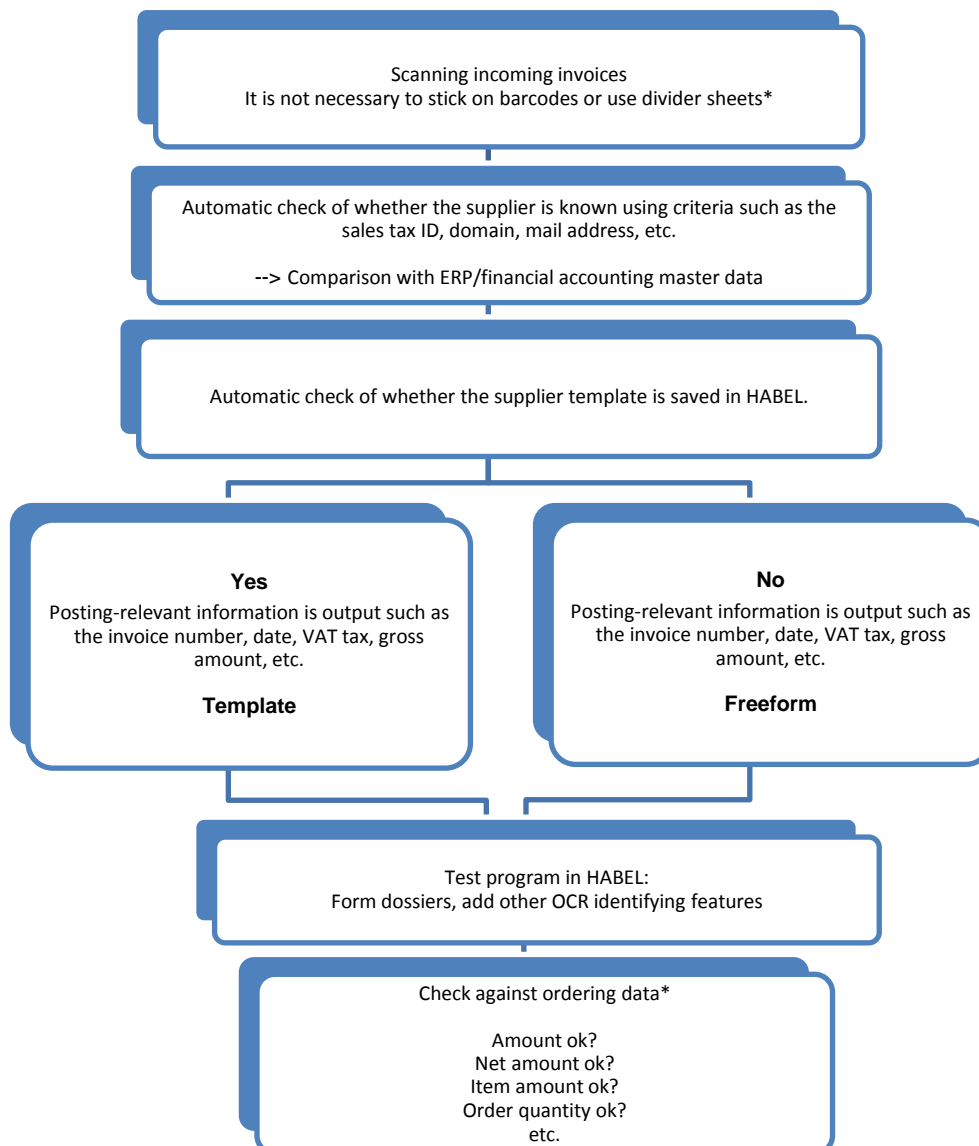 Scanning incoming invoices
It is not necessary to stick on barcodes or use divider sheets*
Automatic check of whether the supplier is known using criteria such as the
sales tax ID, domain, mail address, etc.
--> Comparison with ERP/financial accounting master data
Automatic check of whether the supplier template is saved in HABEL.
Yes
Posting-relevant information is output such as
the invoice number, date, VAT tax, gross
amount, etc.
Template
No
Posting-relevant information is output such as
the invoice number, date, VAT tax, gross
amount, etc.
Freeform
Test program in HABEL:
Form dossiers, add other OCR identifying features
Check against ordering data*
Amount ok?
Net amount ok?
Item amount ok?
Order quantity ok?
etc.